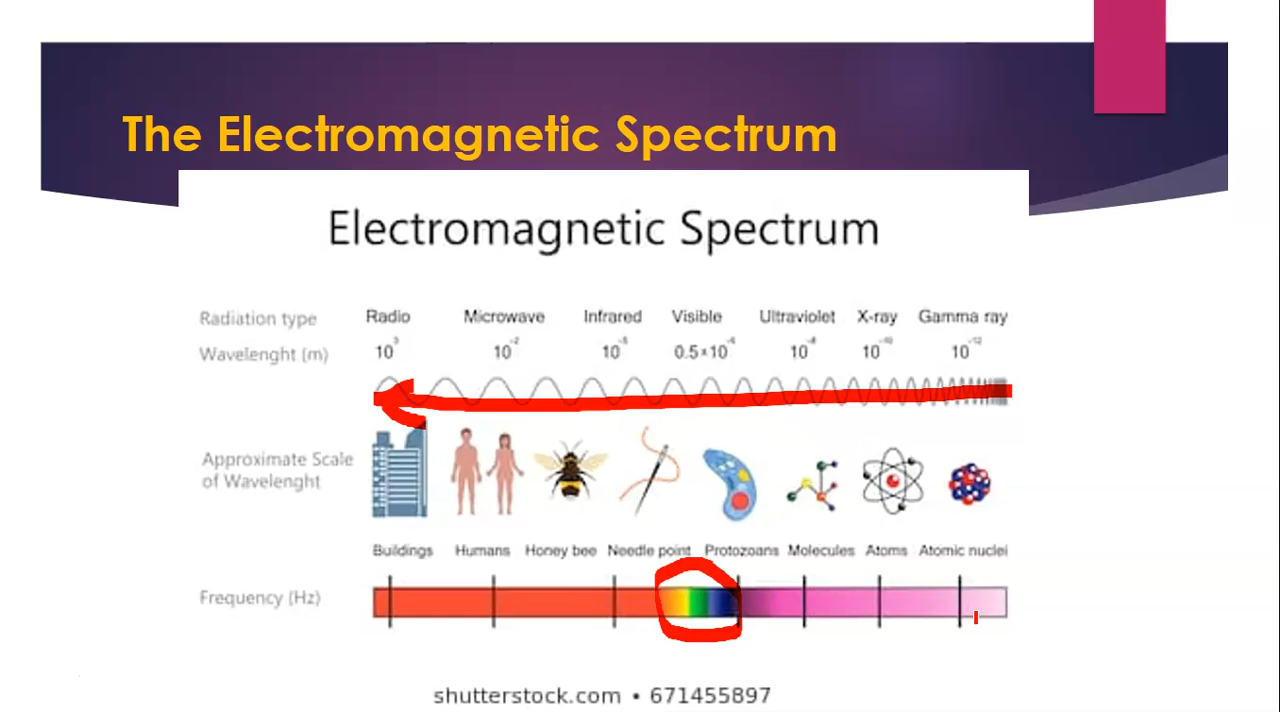 The Electromagnetic Spectrum
Electromagnetic Spectrum
Radiation type Radio Microwave Infrared Visible Ultraviolet X-ray Gamma ray
Wavelenght (m) 10³ 10⁻² 10⁻⁵ 0.5×10⁻⁶ 10⁻⁸ 10⁻¹⁰ 10⁻¹²
Approximate Scale
of Wavelenght
Buildings Humans Honey bee Needle point Protozoans Molecules Atoms Atomic nuclei
Frequency (Hz)
shutterstock.com • 671455897